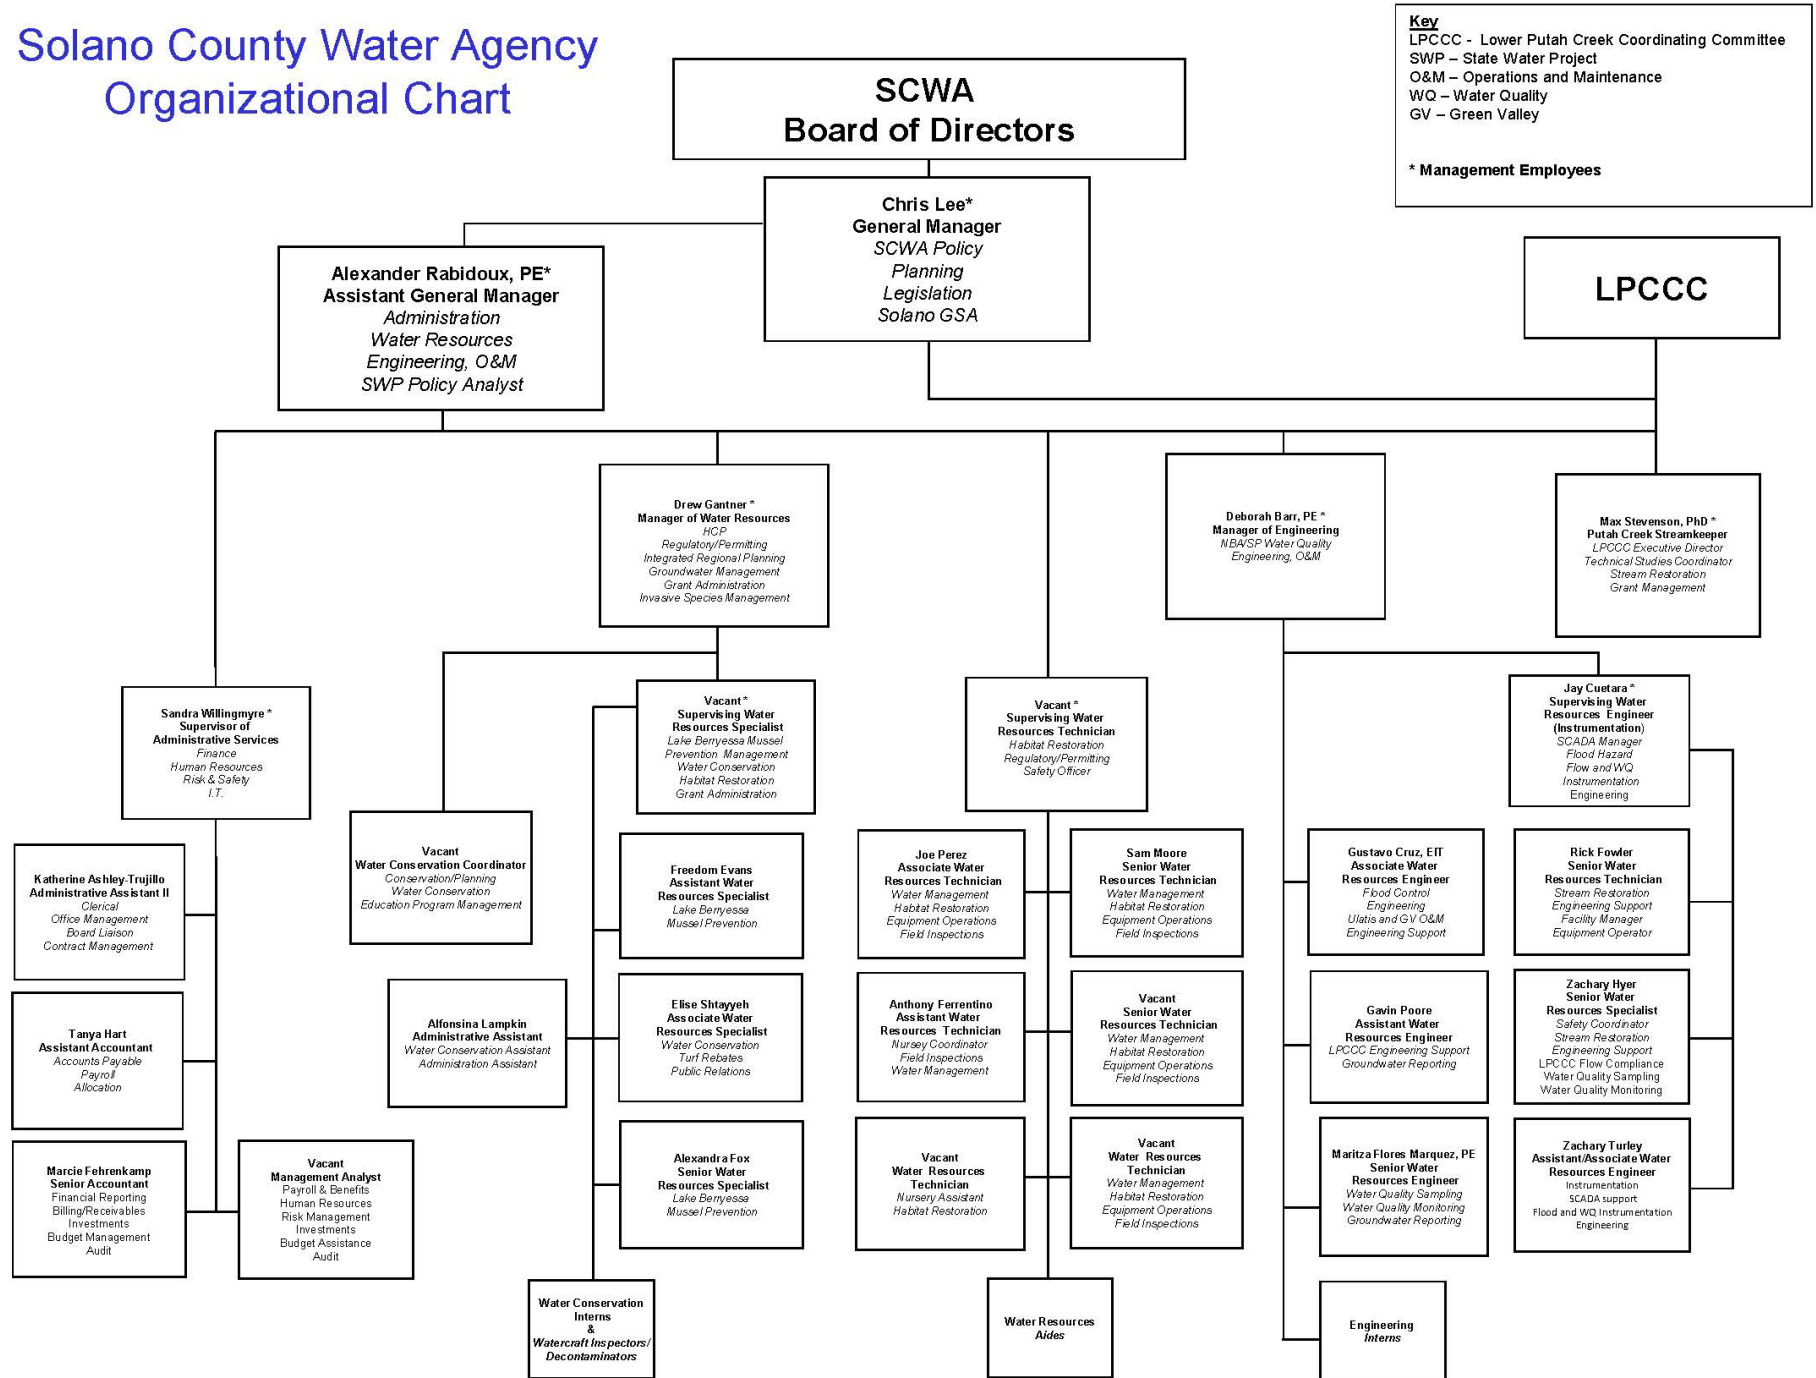 Solano County Water Agency
Organizational Chart
Key
LPCCC - Lower Putah Creek Coordinating Committee
SWP – State Water Project
O&M – Operations and Maintenance
WQ – Water Quality
GV – Green Valley
* Management Employees
SCWA
Board of Directors
Chris Lee*
General Manager
SCWA Policy
Planning
Legislation
Solano GSA
Alexander Rabidoux, PE*
Assistant General Manager
Administration
Water Resources
Engineering, O&M
SWP Policy Analyst
LPCCC
Drew Gantner *
Manager of Water Resources
HCP
Regulatory/Permitting
Integrated Regional Planning
Groundwater Management
Grant Administration
Invasive Species Management
Deborah Barr, PE *
Manager of Engineering
NBA/SP Water Quality
Engineering, O&M
Max Stevenson, PhD *
Putah Creek Streamkeeper
LPCCC Executive Director
Technical Studies Coordinator
Stream Restoration
Grant Management
Sandra Willingmyre *
Supervisor of
Administrative Services
Finance
Human Resources
Risk & Safety
I.T.
Vacant *
Supervising Water
Resources Specialist
Lake Berryessa Mussel
Prevention Management
Water Conservation
Habitat Restoration
Grant Administration
Vacant *
Supervising Water
Resources Technician
Habitat Restoration
Regulatory/Permitting
Safety Officer
Jay Cuetara *
Supervising Water
Resources Engineer
(Instrumentation)
SCADA Manager
Flood Hazard
Flow and WQ
Instrumentation
Engineering
Katherine Ashley-Trujillo
Administrative Assistant II
Clerical
Office Management
Board Liaison
Contract Management
Vacant
Water Conservation Coordinator
Conservation/Planning
Water Conservation
Education Program Management
Freedom Evans
Assistant Water
Resources Specialist
Lake Berryessa
Mussel Prevention
Joe Perez
Associate Water
Resources Technician
Water Management
Habitat Restoration
Equipment Operations
Field Inspections
Sam Moore
Senior Water
Resources Technician
Water Management
Habitat Restoration
Equipment Operations
Field Inspections
Gustavo Cruz, EIT
Associate Water
Resources Engineer
Flood Control
Engineering
Ulatis and GV O&M
Engineering Support
Rick Fowler
Senior Water
Resources Technician
Stream Restoration
Engineering Support
Facility Manager
Equipment Operator
Tanya Hart
Assistant Accountant
Accounts Payable
Payroll
Allocation
Alfonsina Lampkin
Administrative Assistant
Water Conservation Assistant
Administration Assistant
Elise Shtayyeh
Associate Water
Resources Specialist
Water Conservation
Turf Rebates
Public Relations
Anthony Ferrentino
Assistant Water
Resources Technician
Nursey Coordinator
Field Inspections
Water Management
Vacant
Senior Water
Resources Technician
Water Management
Habitat Restoration
Equipment Operations
Field Inspections
Gavin Poore
Assistant Water
Resources Engineer
LPCCC Engineering Support
Groundwater Reporting
Zachary Hyer
Senior Water
Resources Specialist
Safety Coordinator
Stream Restoration
Engineering Support
LPCCC Flow Compliance
Water Quality Sampling
Water Quality Monitoring
Marcie Fehrenkamp
Senior Accountant
Financial Reporting
Billing/Receivables
Investments
Budget Management
Audit
Vacant
Management Analyst
Payroll & Benefits
Human Resources
Risk Management
Investments
Budget Assistance
Audit
Alexandra Fox
Senior Water
Resources Specialist
Lake Berryessa
Mussel Prevention
Vacant
Water Resources
Technician
Nursery Assistant
Habitat Restoration
Vacant
Water Resources
Technician
Water Management
Habitat Restoration
Equipment Operations
Field Inspections
Maritza Flores Marquez, PE
Senior Water
Resources Engineer
Water Quality Sampling
Water Quality Monitoring
Groundwater Reporting
Zachary Turley
Assistant/Associate Water
Resources Engineer
Instrumentation
SCADA support
Flood and WQ Instrumentation
Engineering
Water Conservation
Interns
&
Watercraft Inspectors/
Decontaminators
Water Resources
Aides
Engineering
Interns